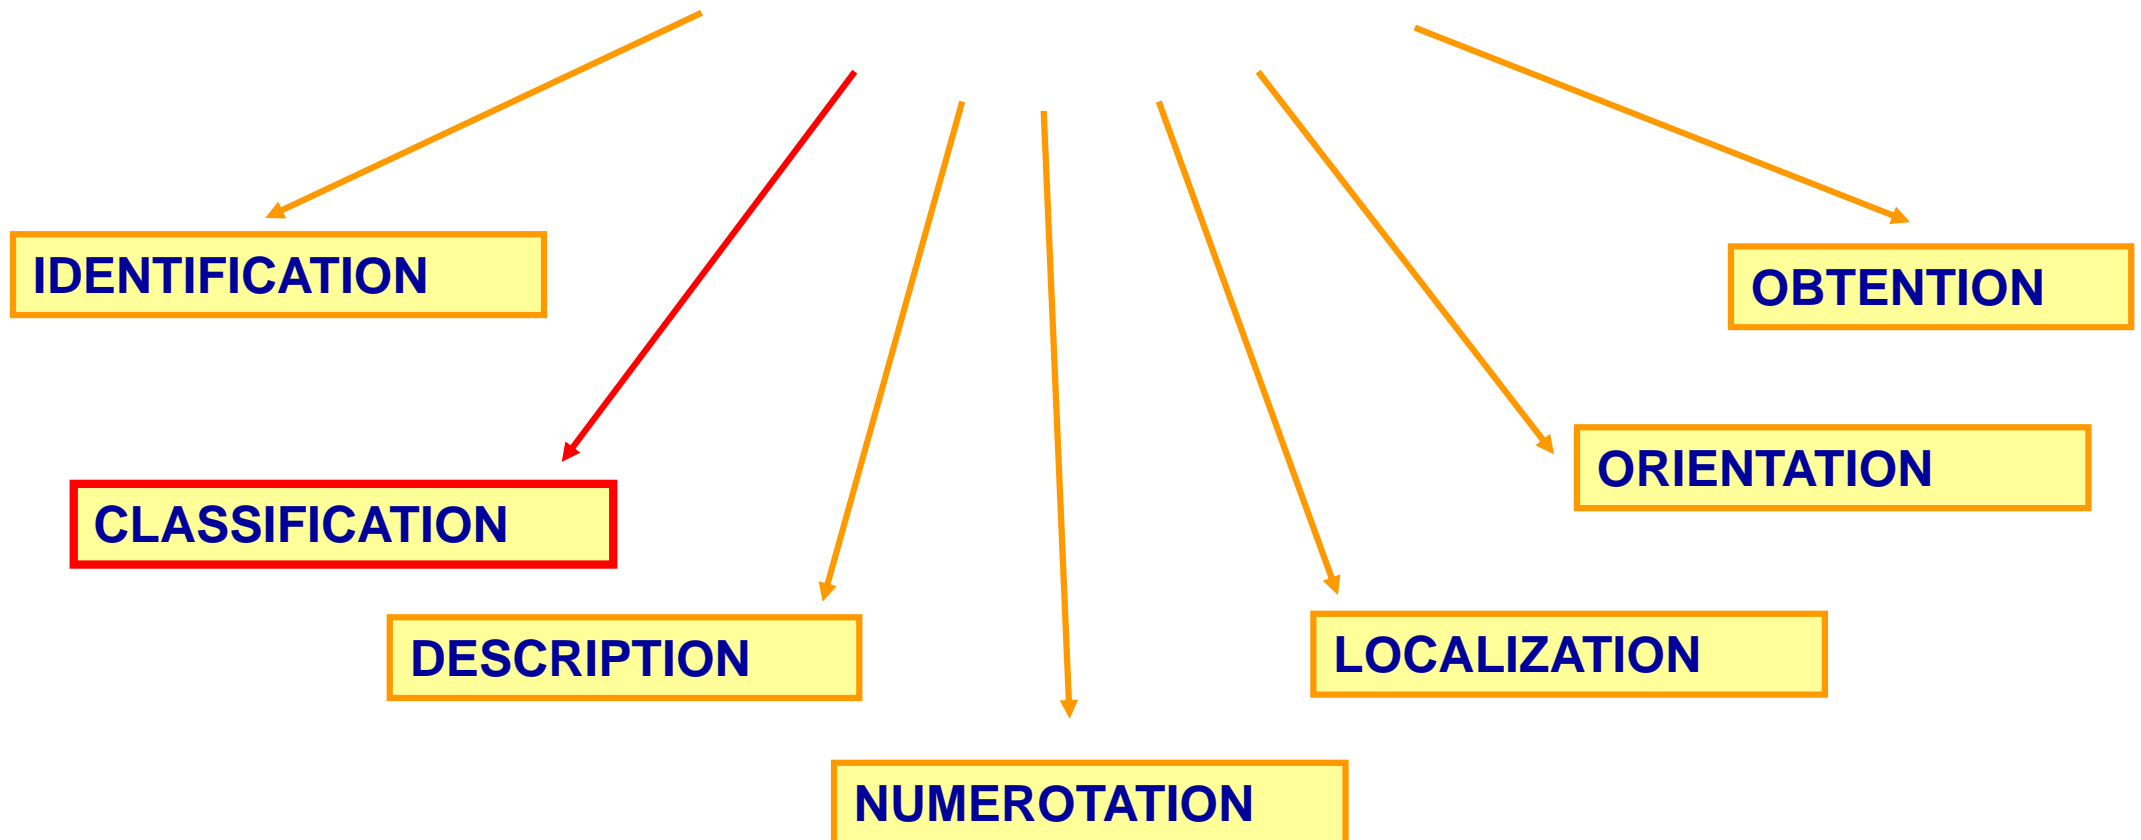 IDENTIFICATION
OBTENTION
ORIENTATION
CLASSIFICATION
DESCRIPTION
LOCALIZATION
NUMEROTATION